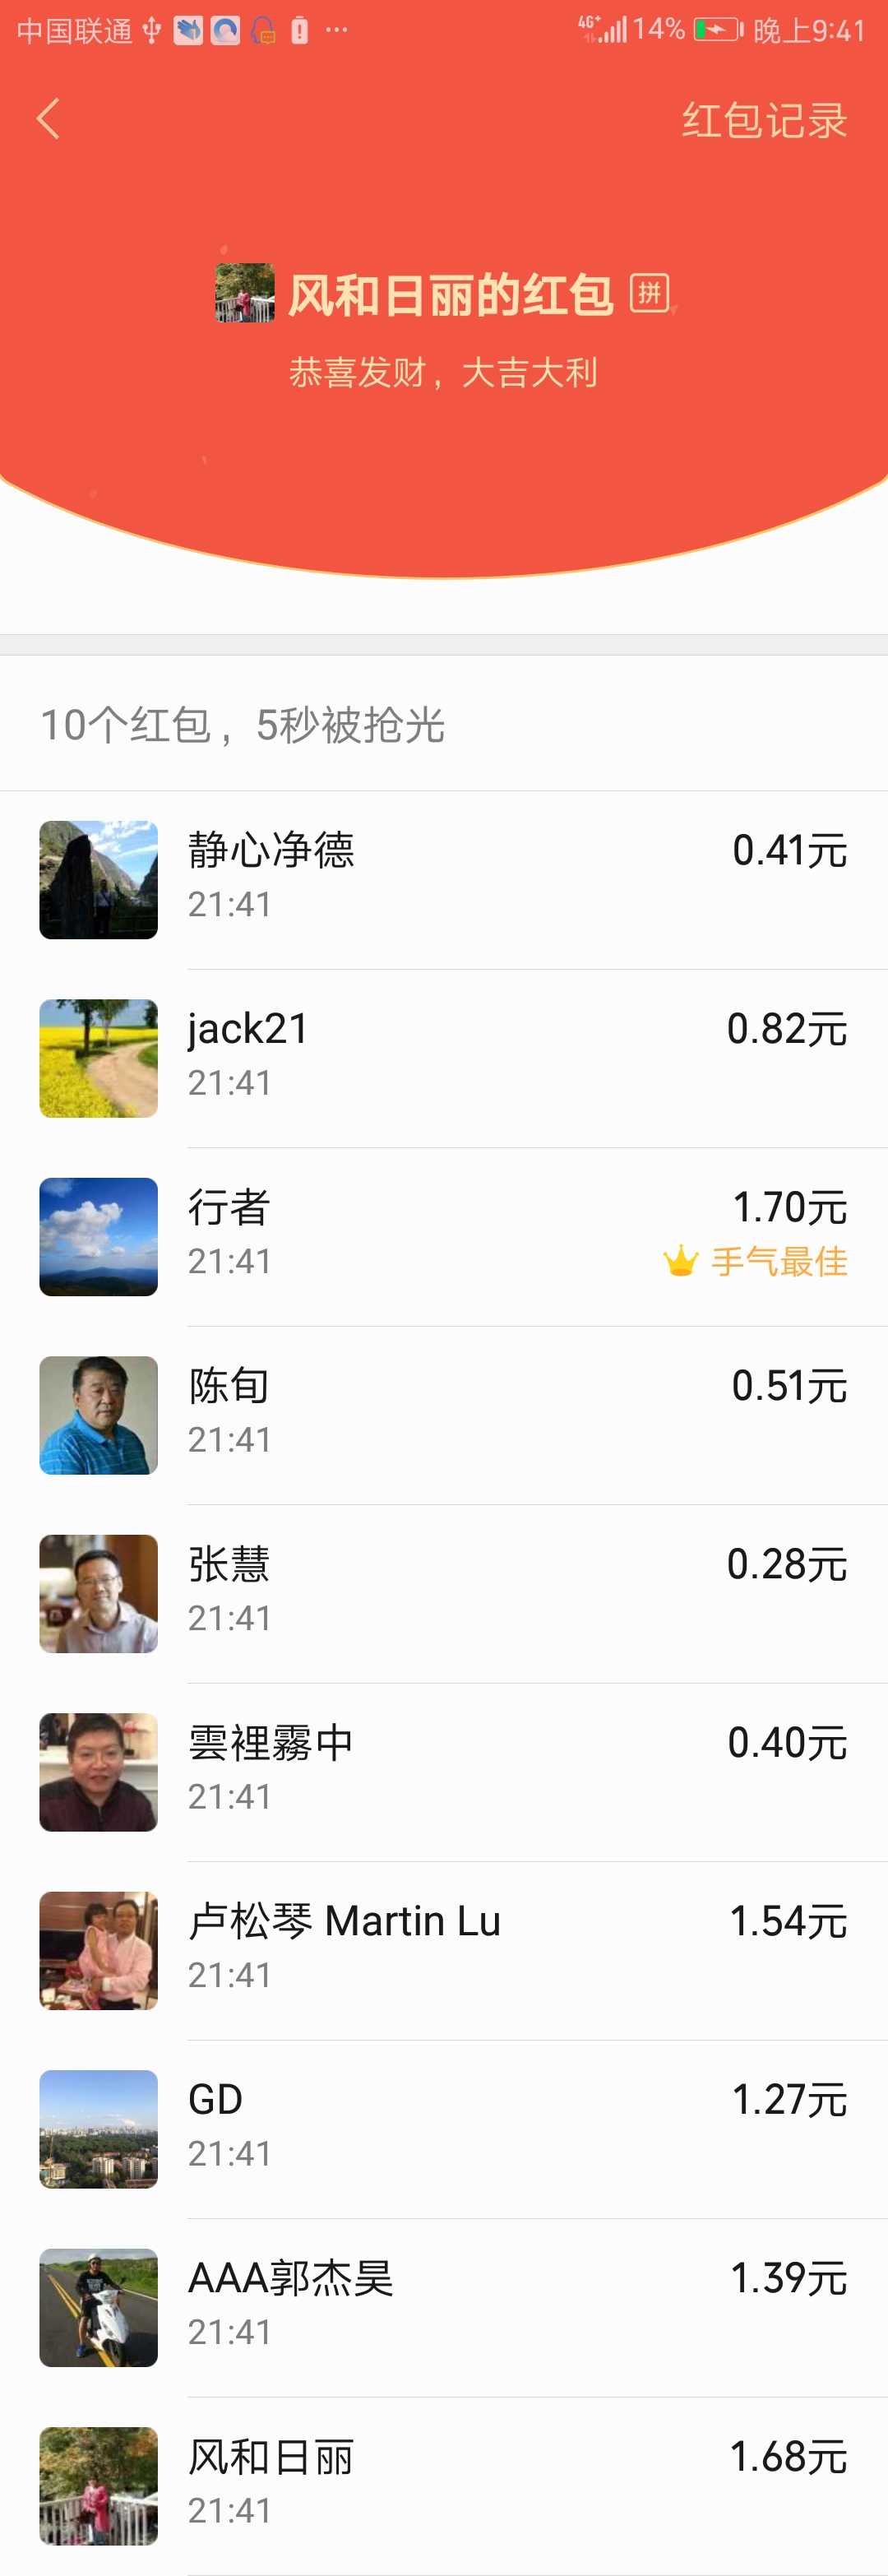 中国联通 4G+ 14% 晚上9:41
红包记录
风和日丽的红包 拼
恭喜发财，大吉大利
10个红包，5秒被抢光
静心净德 0.41元
21:41
jack21 0.82元
21:41
行者 1.70元
21:41 手气最佳
陈旬 0.51元
21:41
张慧 0.28元
21:41
雲裡霧中 0.40元
21:41
卢松琴 Martin Lu 1.54元
21:41
GD 1.27元
21:41
AAA郭杰昊 1.39元
21:41
风和日丽 1.68元
21:41